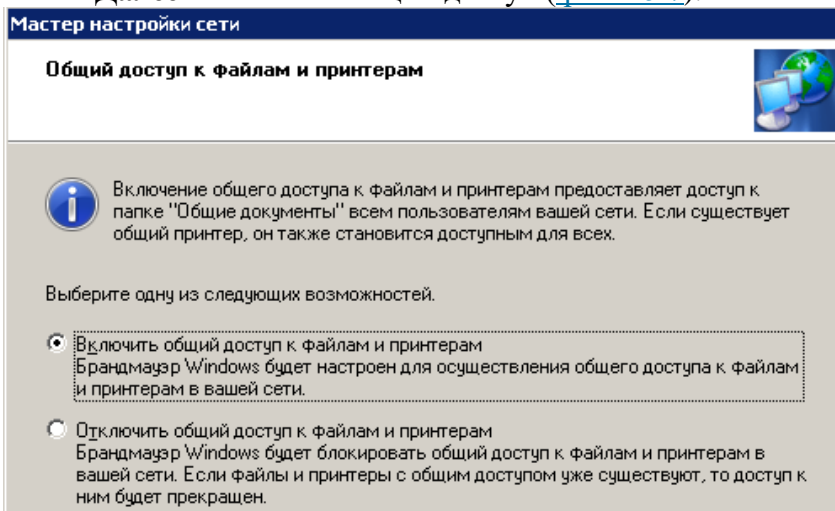 Мастер настройки сети
Общий доступ к файлам и принтерам
Включение общего доступа к файлам и принтерам предоставляет доступ к
папке "Общие документы" всем пользователям вашей сети. Если существует
общий принтер, он также становится доступным для всех.
Выберите одну из следующих возможностей.
Включить общий доступ к файлам и принтерам
Брандмауэр Windows будет настроен для осуществления общего доступа к файлам
и принтерам в вашей сети.
Отключить общий доступ к файлам и принтерам
Брандмауэр Windows будет блокировать общий доступ к файлам и принтерам в
вашей сети. Если файлы и принтеры с общим доступом уже существуют, то доступ к
ним будет прекращен.